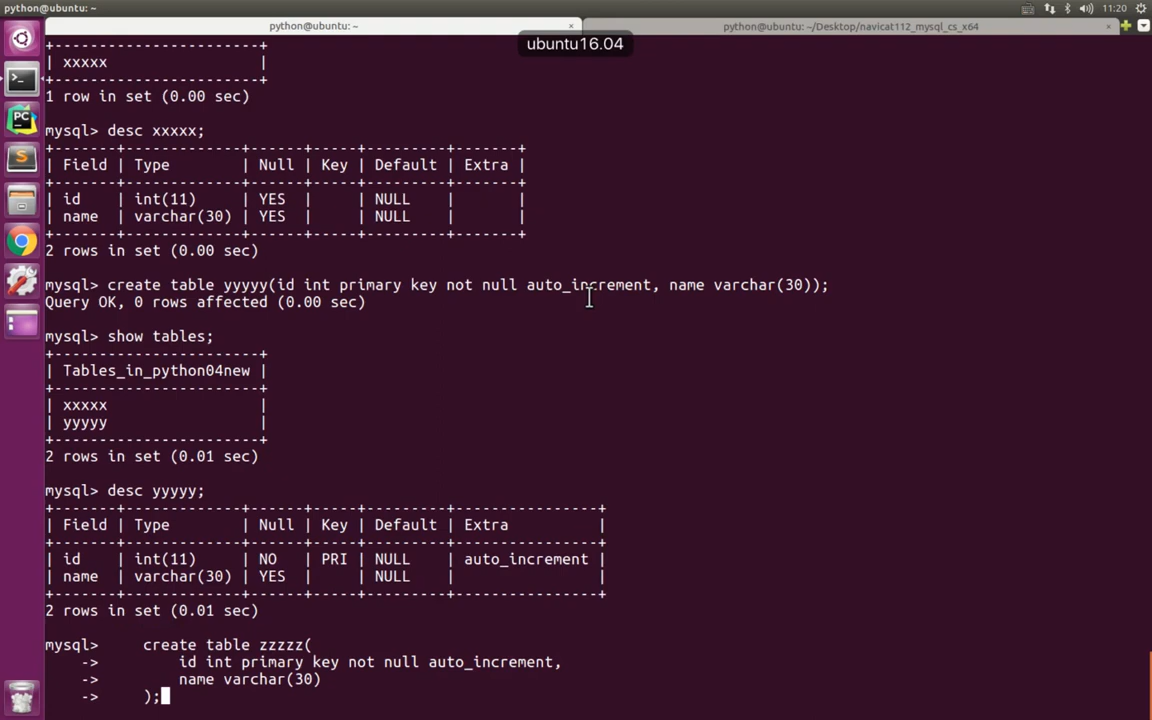 python@ubuntu: ~
11:20
python@ubuntu: ~ × python@ubuntu: ~/Desktop/navicat112_mysql_cs_x64 ×
ubuntu16.04
+------------------------+
| xxxxx                  |
+------------------------+
1 row in set (0.00 sec)
mysql> desc xxxxx;
+-------+-------------+------+-----+---------+-------+
| Field | Type        | Null | Key | Default | Extra |
+-------+-------------+------+-----+---------+-------+
| id    | int(11)     | YES  |     | NULL    |       |
| name  | varchar(30) | YES  |     | NULL    |       |
+-------+-------------+------+-----+---------+-------+
2 rows in set (0.00 sec)
mysql> create table yyyyy(id int primary key not null auto_increment, name varchar(30));
Query OK, 0 rows affected (0.00 sec)
mysql> show tables;
+------------------------+
| Tables_in_python04new |
+------------------------+
| xxxxx                  |
| yyyyy                  |
+------------------------+
2 rows in set (0.01 sec)
mysql> desc yyyyy;
+-------+-------------+------+-----+---------+----------------+
| Field | Type        | Null | Key | Default | Extra          |
+-------+-------------+------+-----+---------+----------------+
| id    | int(11)     | NO   | PRI | NULL    | auto_increment |
| name  | varchar(30) | YES  |     | NULL    |                |
+-------+-------------+------+-----+---------+----------------+
2 rows in set (0.01 sec)
mysql>     create table zzzzz(
    ->         id int primary key not null auto_increment,
    ->         name varchar(30)
    ->     );